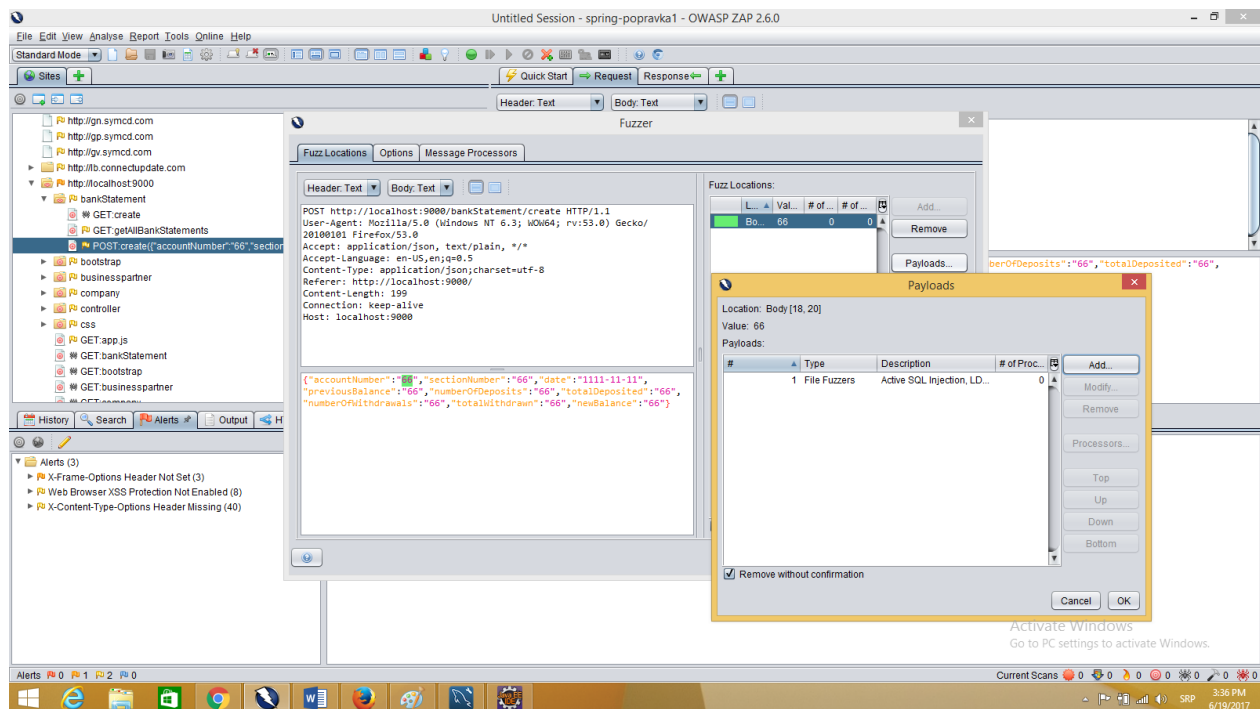 Untitled Session - spring-popravka1 - OWASP ZAP 2.6.0
File Edit View Analyse Report Tools Online Help
Standard Mode
Sites
Quick Start Request Response
Header: Text Body: Text
http://gn.symcd.com
http://gp.symcd.com
http://gv.symcd.com
http://lb.connectupdate.com
http://localhost:9000
bankStatement
GET:create
GET:getAllBankStatements
POST:create({"accountNumber":"66","section
bootstrap
businesspartner
company
controller
css
GET:app.js
GET:bankStatement
GET:bootstrap
GET:businesspartner
GET:company
Fuzzer
Fuzz Locations Options Message Processors
Header: Text Body: Text
POST http://localhost:9000/bankStatement/create HTTP/1.1
User-Agent: Mozilla/5.0 (Windows NT 6.3; WOW64; rv:53.0) Gecko/
20100101 Firefox/53.0
Accept: application/json, text/plain, */*
Accept-Language: en-US,en;q=0.5
Content-Type: application/json;charset=utf-8
Referer: http://localhost:9000/
Content-Length: 199
Connection: keep-alive
Host: localhost:9000
{"accountNumber":"66","sectionNumber":"66","date":"1111-11-11",
"previousBalance":"66","numberOfDeposits":"66","totalDeposited":"66",
"numberOfWithdrawals":"66","totalWithdrawn":"66","newBalance":"66"}
Fuzz Locations:
L... Val... # of ... # of ...
Bo... 66 0 0
Add...
Remove
Payloads...
berOfDeposits":"66","totalDeposited":"66",
Payloads
Location: Body [18, 20]
Value: 66
Payloads:
# Type Description # of Proc...
1 File Fuzzers Active SQL Injection, LD... 0
Add...
Modify...
Remove
Processors...
Top
Up
Down
Bottom
Remove without confirmation
Cancel OK
History Search Alerts Output H
Alerts (3)
X-Frame-Options Header Not Set (3)
Web Browser XSS Protection Not Enabled (8)
X-Content-Type-Options Header Missing (40)
Activate Windows
Go to PC settings to activate Windows.
Alerts 0 1 2 0
Current Scans 0 0 0 0 0 0 0
SRP
3:36 PM
6/19/2017